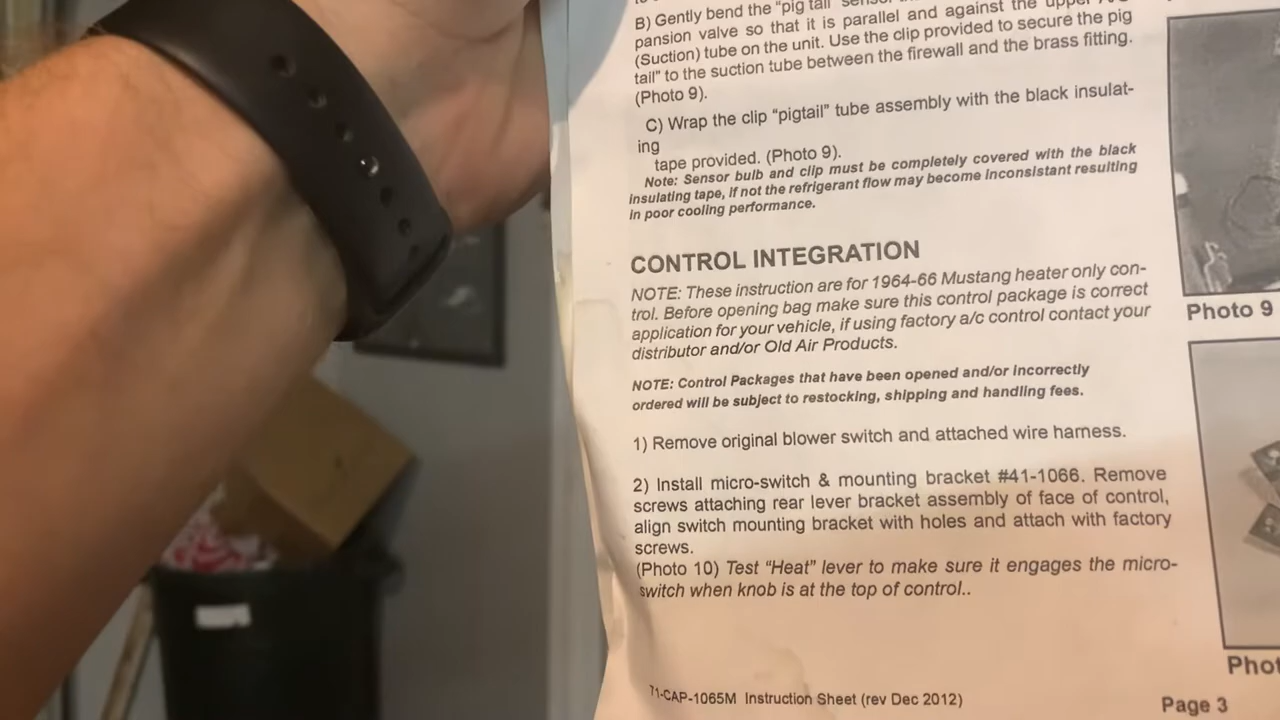 B) Gently bend the "pig tail" sensor
pansion valve so that it is parallel and against the upper
(Suction) tube on the unit. Use the clip provided to secure the pig
tail" to the suction tube between the firewall and the brass fitting.
(Photo 9).
C) Wrap the clip "pigtail" tube assembly with the black insulat-
ing
tape provided. (Photo 9).
Note: Sensor bulb and clip must be completely covered with the black
insulating tape, if not the refrigerant flow may become inconsistant resulting
in poor cooling performance.
CONTROL INTEGRATION
NOTE: These instruction are for 1964-66 Mustang heater only con-
trol. Before opening bag make sure this control package is correct
application for your vehicle, if using factory a/c control contact your
distributor and/or Old Air Products.
NOTE: Control Packages that have been opened and/or incorrectly
ordered will be subject to restocking, shipping and handling fees.
1) Remove original blower switch and attached wire harness.
2) Install micro-switch & mounting bracket #41-1066. Remove
screws attaching rear lever bracket assembly of face of control,
align switch mounting bracket with holes and attach with factory
screws.
(Photo 10) Test "Heat" lever to make sure it engages the micro-
switch when knob is at the top of control..
71-CAP-1065M Instruction Sheet (rev Dec 2012)
Page 3
Photo 9
Phot